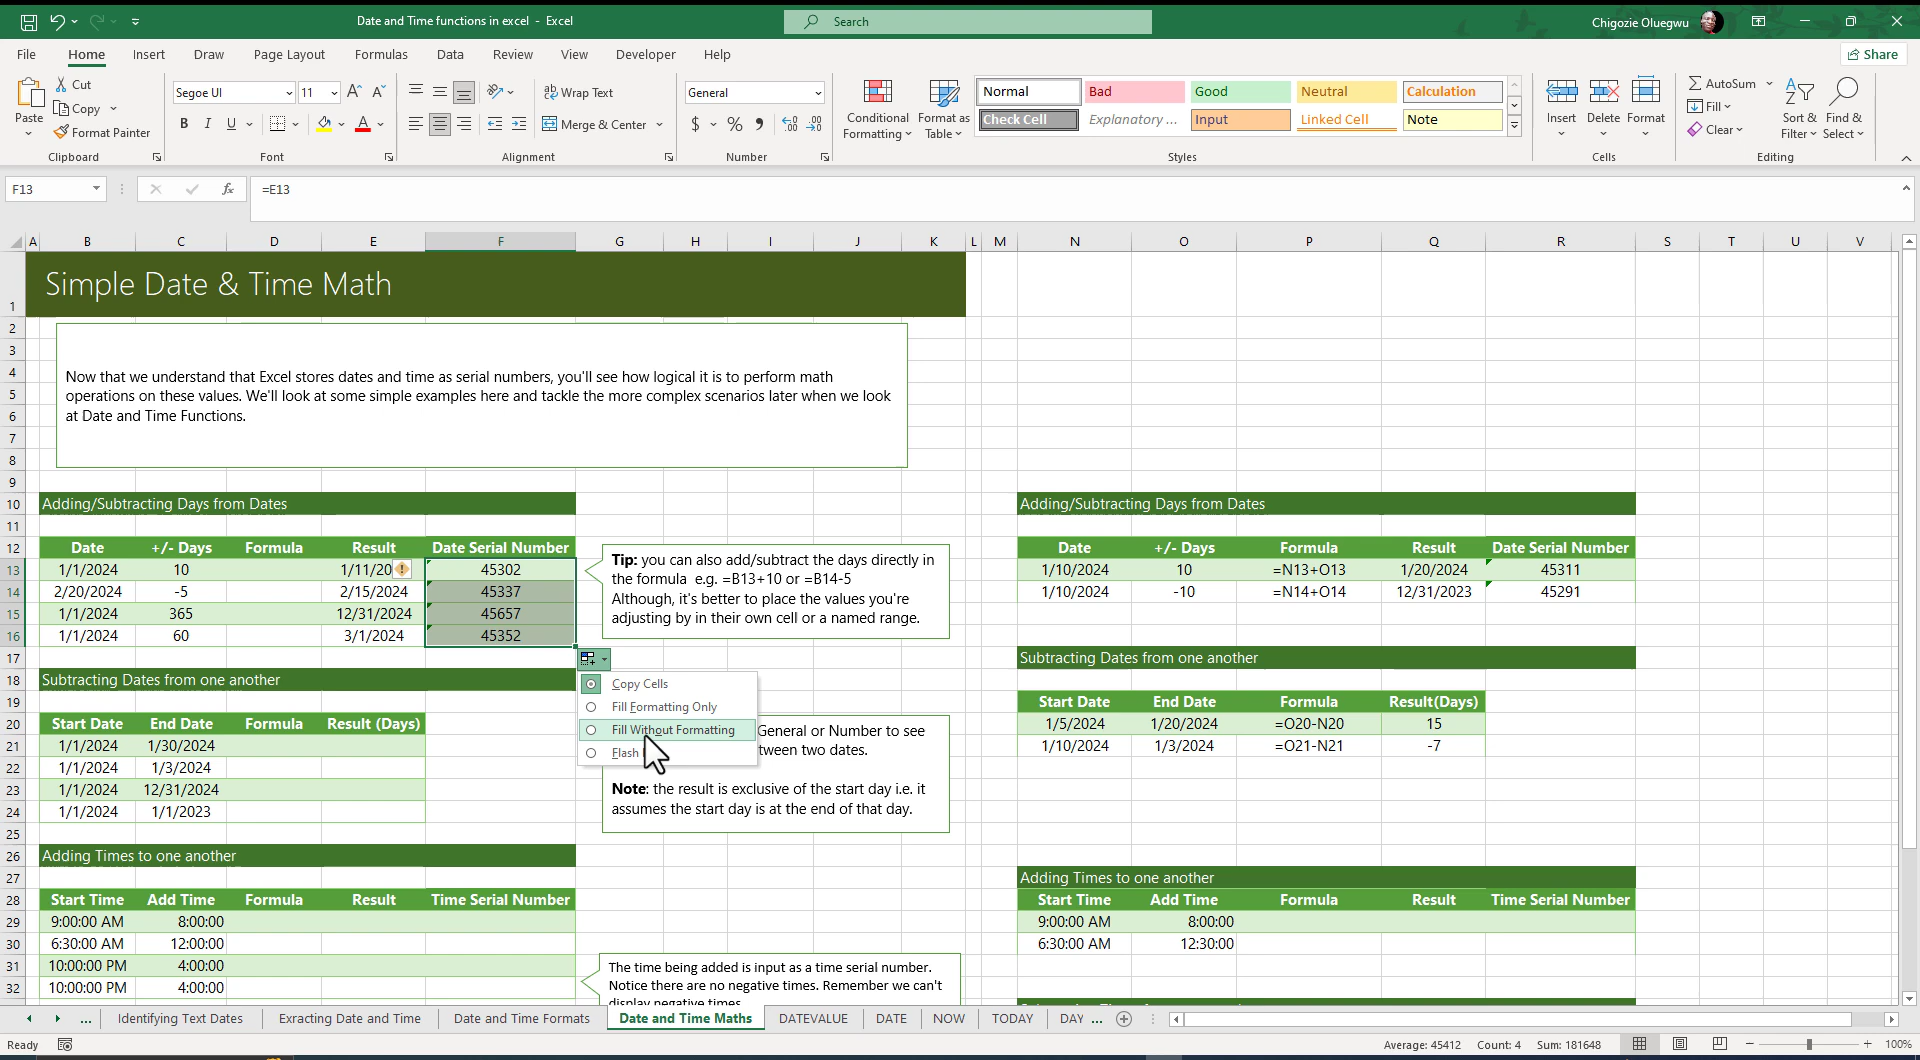 Date and Time functions in excel - Excel
Search
Chigozie Oluegwu
File Home Insert Draw Page Layout Formulas Data Review View Developer Help
Share
Paste
Cut
Copy
Format Painter
Clipboard
Segoe UI 11
B I U
Font
Wrap Text
Merge & Center
Alignment
General
$ % 9
Number
Conditional Formatting
Format as Table
Normal Bad Good Neutral Calculation
Check Cell Explanatory ... Input Linked Cell Note
Styles
Insert Delete Format
Cells
AutoSum
Fill
Clear
Sort & Filter
Find & Select
Editing
F13
fx
=E13
A B C D E F G H I J K L M N O P Q R S T U V
1
Simple Date & Time Math
2
3
4
5
6
7
8
9
Now that we understand that Excel stores dates and time as serial numbers, you'll see how logical it is to perform math
operations on these values. We'll look at some simple examples here and tackle the more complex scenarios later when we look
at Date and Time Functions.
10 Adding/Subtracting Days from Dates
11
12 Date +/- Days Formula Result Date Serial Number
13 1/1/2024 10 1/11/20 45302
14 2/20/2024 -5 2/15/2024 45337
15 1/1/2024 365 12/31/2024 45657
16 1/1/2024 60 3/1/2024 45352
17
Tip: you can also add/subtract the days directly in
the formula e.g. =B13+10 or =B14-5
Although, it's better to place the values you're
adjusting by in their own cell or a named range.
Copy Cells
Fill Formatting Only
Fill Without Formatting
Flash
18 Subtracting Dates from one another
19
20 Start Date End Date Formula Result (Days)
21 1/1/2024 1/30/2024
22 1/1/2024 1/3/2024
23 1/1/2024 12/31/2024
24 1/1/2024 1/1/2023
25
General or Number to see
tween two dates.
Note: the result is exclusive of the start day i.e. it
assumes the start day is at the end of that day.
26 Adding Times to one another
27
28 Start Time Add Time Formula Result Time Serial Number
29 9:00:00 AM 8:00:00
30 6:30:00 AM 12:00:00
31 10:00:00 PM 4:00:00
32 10:00:00 PM 4:00:00
The time being added is input as a time serial number.
Notice there are no negative times. Remember we can't
display negative times
Adding/Subtracting Days from Dates
Date +/- Days Formula Result Date Serial Number
1/10/2024 10 =N13+O13 1/20/2024 45311
1/10/2024 -10 =N14+O14 12/31/2023 45291
Subtracting Dates from one another
Start Date End Date Formula Result(Days)
1/5/2024 1/20/2024 =O20-N20 15
1/10/2024 1/3/2024 =O21-N21 -7
Adding Times to one another
Start Time Add Time Formula Result Time Serial Number
9:00:00 AM 8:00:00
6:30:00 AM 12:30:00
... Identifying Text Dates Exracting Date and Time Date and Time Formats Date and Time Maths DATEVALUE DATE NOW TODAY DAY ...
Ready
Average: 45412 Count: 4 Sum: 181648
100%